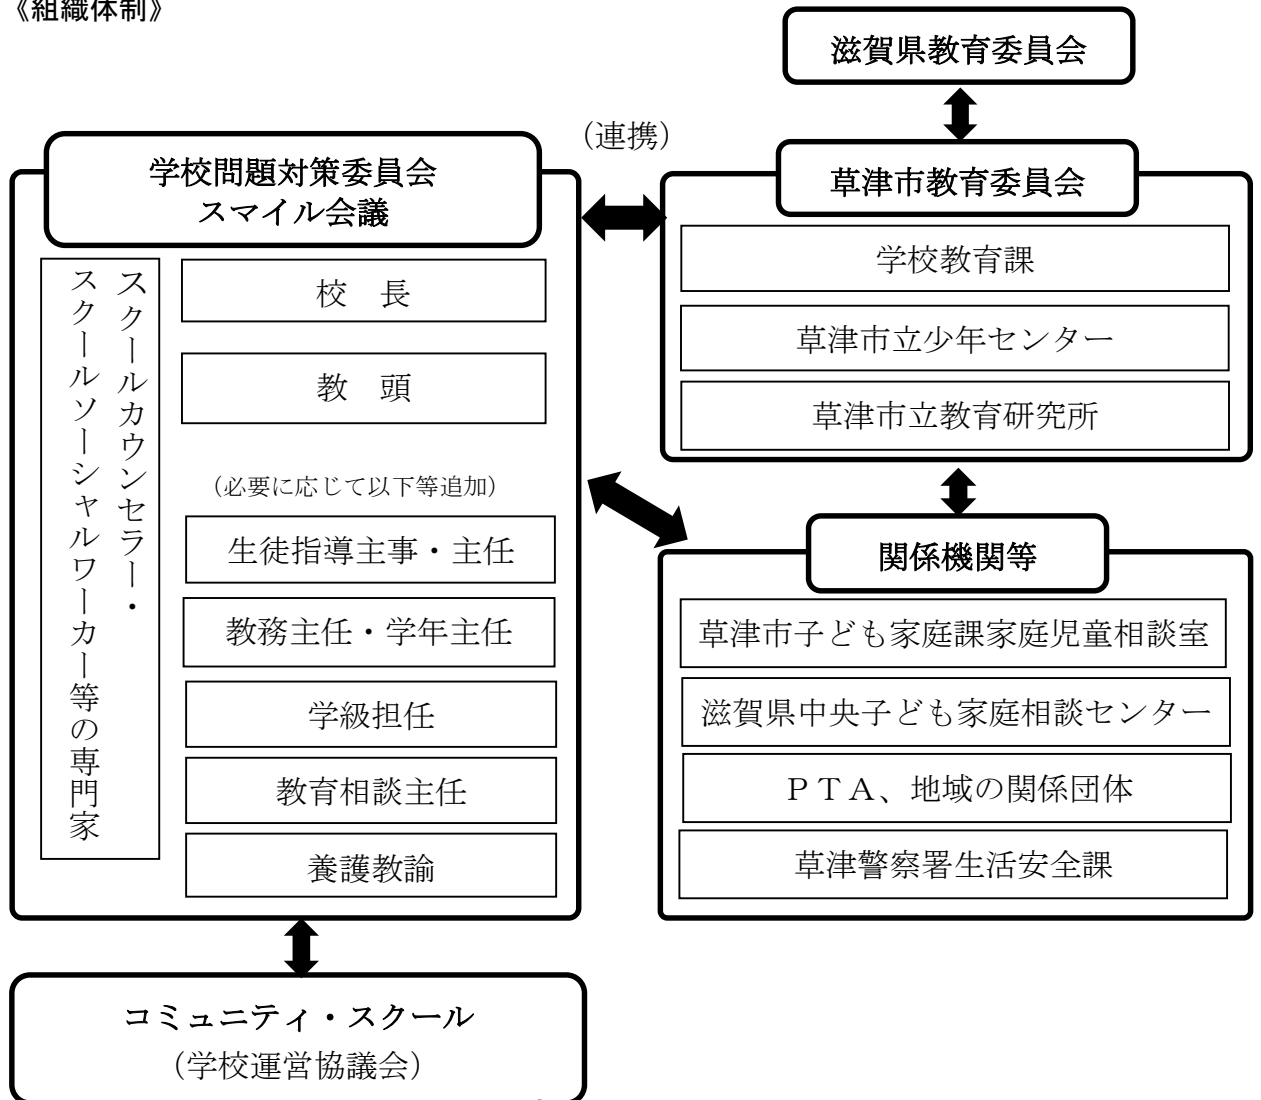 《組織体制》
滋賀県教育委員会
（連携）
学校問題対策委員会
スマイル会議
スクールカウンセラー・
スクールソーシャルワーカー等の専門家
校　長
教　頭
（必要に応じて以下等追加）
生徒指導主事・主任
教務主任・学年主任
学級担任
教育相談主任
養護教諭
草津市教育委員会
学校教育課
草津市立少年センター
草津市立教育研究所
関係機関等
草津市子ども家庭課家庭児童相談室
滋賀県中央子ども家庭相談センター
ＰＴＡ、地域の関係団体
草津警察署生活安全課
コミュニティ・スクール
（学校運営協議会）